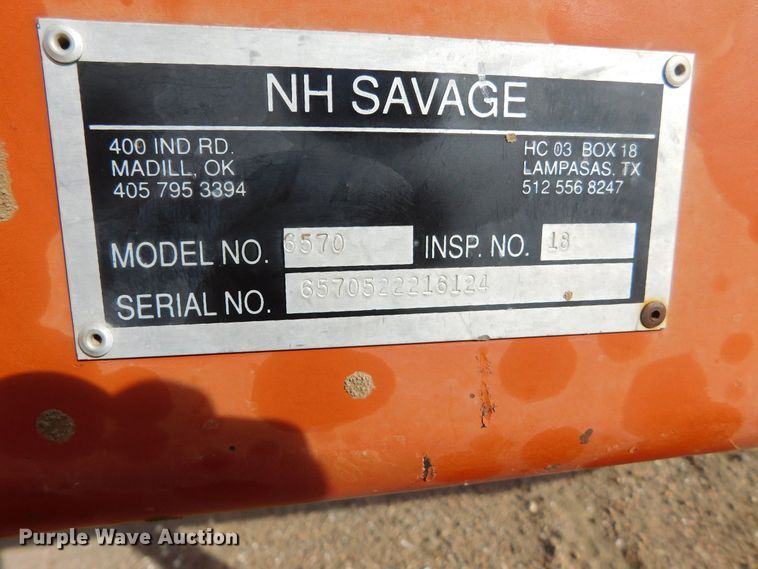 NH SAVAGE
400 IND RD.
MADILL, OK
405 795 3394
HC 03 BOX 18
LAMPASAS, TX
512 556 8247
MODEL NO. 6570 INSP. NO. 18
SERIAL NO. 6570522216124
Purple Wave Auction